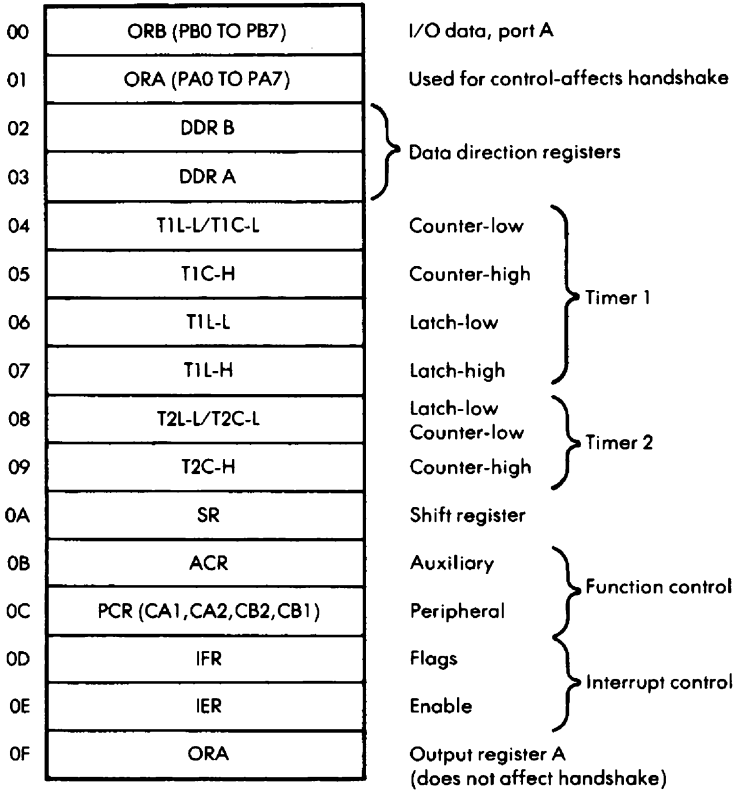 00 ORB (PB0 TO PB7) I/O data, port A
01 ORA (PA0 TO PA7) Used for control-affects handshake
02 DDR B
Data direction registers
03 DDR A
04 T1L-L/T1C-L Counter-low
05 T1C-H Counter-high
Timer 1
06 T1L-L Latch-low
07 T1L-H Latch-high
08 T2L-L/T2C-L Latch-low
Counter-low
Timer 2
09 T2C-H Counter-high
0A SR Shift register
0B ACR Auxiliary
Function control
0C PCR (CA1,CA2,CB2,CB1) Peripheral
0D IFR Flags
Interrupt control
0E IER Enable
0F ORA Output register A
(does not affect handshake)